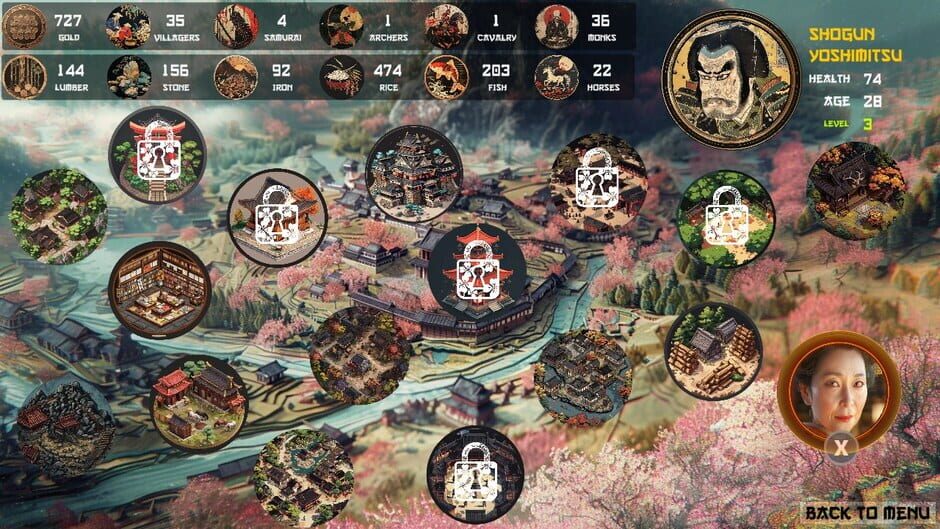 727
GOLD
35
VILLAGERS
4
SAMURAI
1
ARCHERS
1
CAVALRY
36
MONKS
144
LUMBER
156
STONE
92
IRON
474
RICE
203
FISH
22
HORSES
SHOGUN
YOSHIMITSU
HEALTH 74
AGE 28
LEVEL 3
X
BACK TO MENU